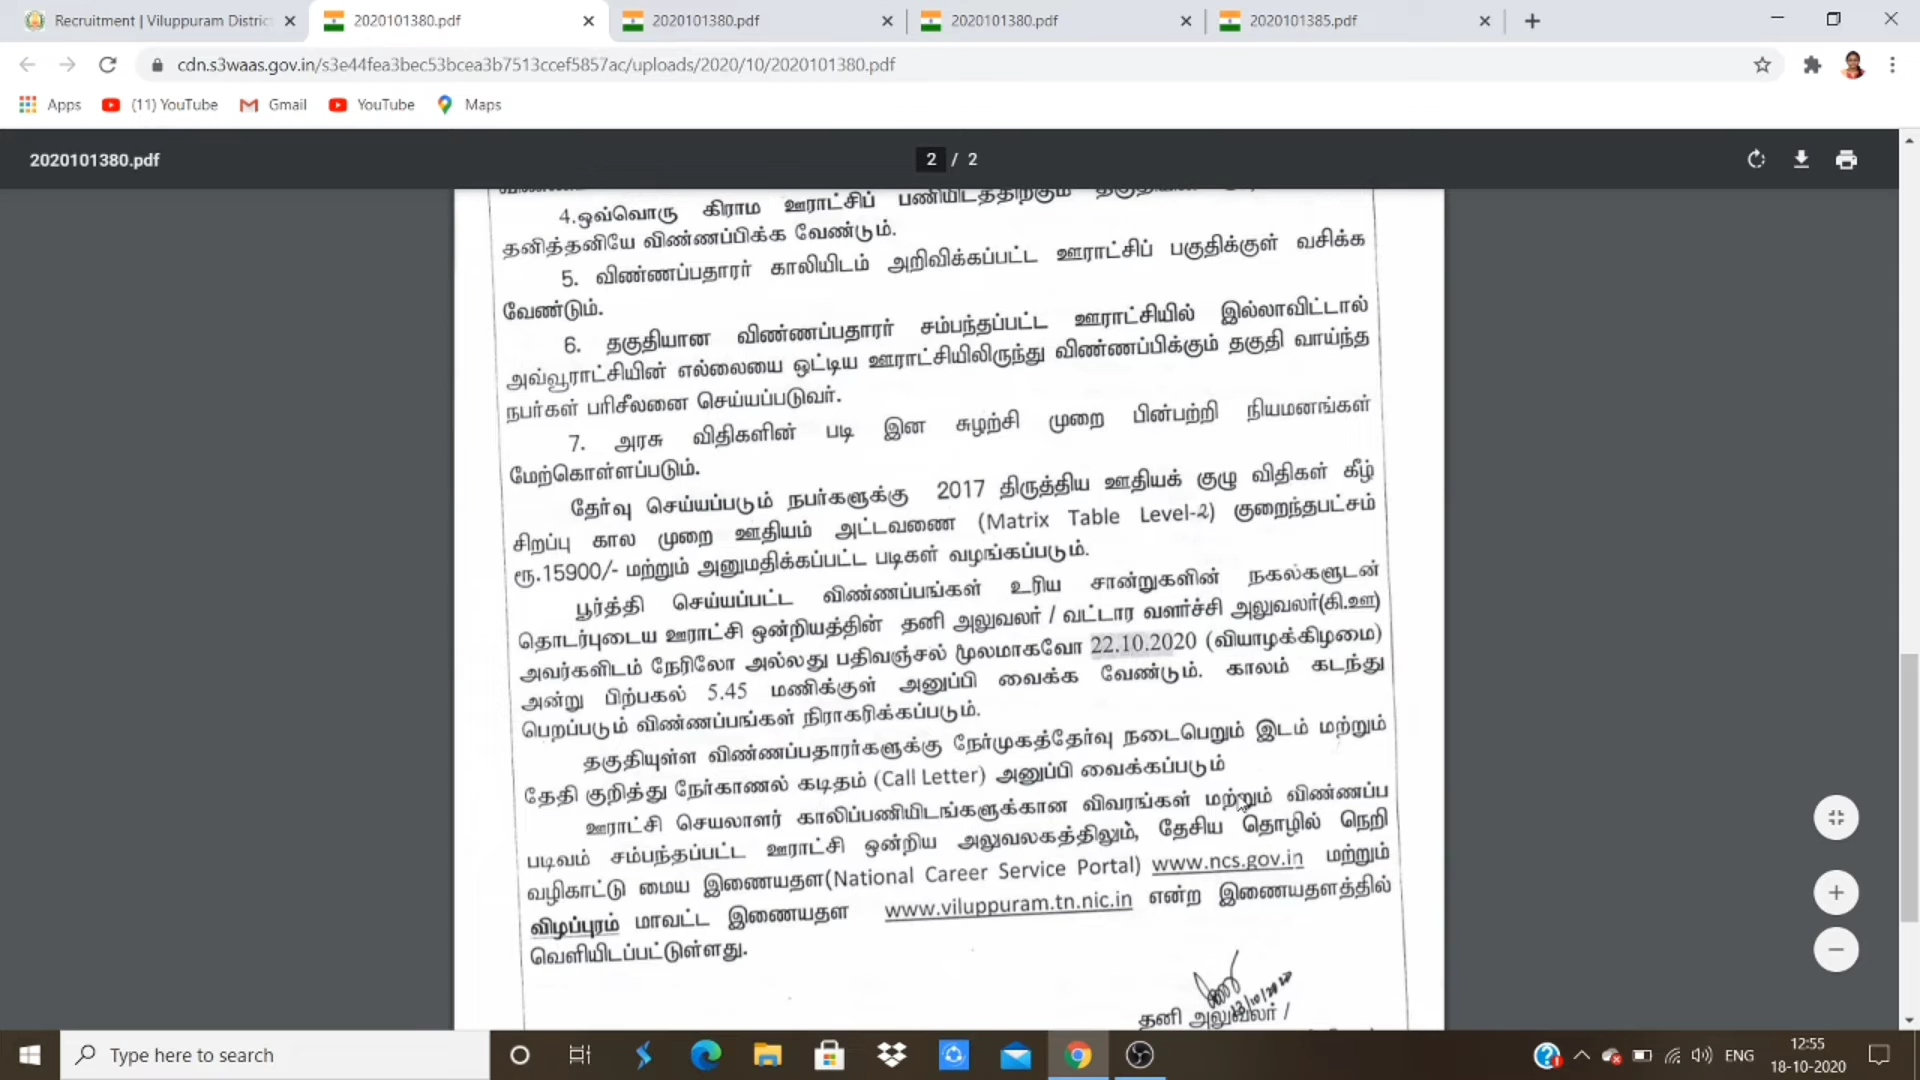 Recruitment | Viluppuram District
2020101380.pdf
2020101380.pdf
2020101380.pdf
2020101385.pdf
cdn.s3waas.gov.in/s3e44fea3bec53bcea3b7513ccef5857ac/uploads/2020/10/2020101380.pdf
Apps
(11) YouTube
Gmail
YouTube
Maps
2020101380.pdf
2 / 2
4.ஒவ்வொரு கிராம ஊராட்சிப் பணியிடத்திற்கும்
தனித்தனியே விண்ணப்பிக்க வேண்டும்.
5. விண்ணப்பதாரர் காலியிடம் அறிவிக்கப்பட்ட ஊராட்சிப் பகுதிக்குள் வசிக்க
வேண்டும்.
6. தகுதியான விண்ணப்பதாரர் சம்பந்தப்பட்ட ஊராட்சியில் இல்லாவிட்டால்
அவ்வூராட்சியின் எல்லையை ஒட்டிய ஊராட்சியிலிருந்து விண்ணப்பிக்கும் தகுதி வாய்ந்த
நபர்கள் பரிசீலனை செய்யப்படுவர்.
7. அரசு விதிகளின் படி இன சுழற்சி முறை பின்பற்றி நியமனங்கள்
மேற்கொள்ளப்படும்.
தேர்வு செய்யப்படும் நபர்களுக்கு 2017 திருத்திய ஊதியக் குழு விதிகள் கீழ்
சிறப்பு கால முறை ஊதியம் அட்டவணை (Matrix Table Level-2) குறைந்தபட்சம்
ரூ.15900/- மற்றும் அனுமதிக்கப்பட்ட படிகள் வழங்கப்படும்.
பூர்த்தி செய்யப்பட்ட விண்ணப்பங்கள் உரிய சான்றுகளின் நகல்களுடன்
தொடர்புடைய ஊராட்சி ஒன்றியத்தின் தனி அலுவலர் / வட்டார வளர்ச்சி அலுவலர்(கி.ஊ)
அவர்களிடம் நேரிலோ அல்லது பதிவஞ்சல் மூலமாகவோ 22.10.2020 (வியாழக்கிழமை)
அன்று பிற்பகல் 5.45 மணிக்குள் அனுப்பி வைக்க வேண்டும். காலம் கடந்து
பெறப்படும் விண்ணப்பங்கள் நிராகரிக்கப்படும்.
தகுதியுள்ள விண்ணப்பதாரர்களுக்கு நேர்முகத்தேர்வு நடைபெறும் இடம் மற்றும்
தேதி குறித்து நேர்காணல் கடிதம் (Call Letter) அனுப்பி வைக்கப்படும்
ஊராட்சி செயலாளர் காலிப்பணியிடங்களுக்கான விவரங்கள் மற்றும் விண்ணப்ப
படிவம் சம்பந்தப்பட்ட ஊராட்சி ஒன்றிய அலுவலகத்திலும், தேசிய தொழில் நெறி
வழிகாட்டு மைய இணையதள(National Career Service Portal) www.ncs.gov.in மற்றும்
விழப்புரம் மாவட்ட இணையதள www.viluppuram.tn.nic.in என்ற இணையதளத்தில்
வெளியிடப்பட்டுள்ளது.
தனி அலுவலர் /
Type here to search
ENG
12:55
18-10-2020